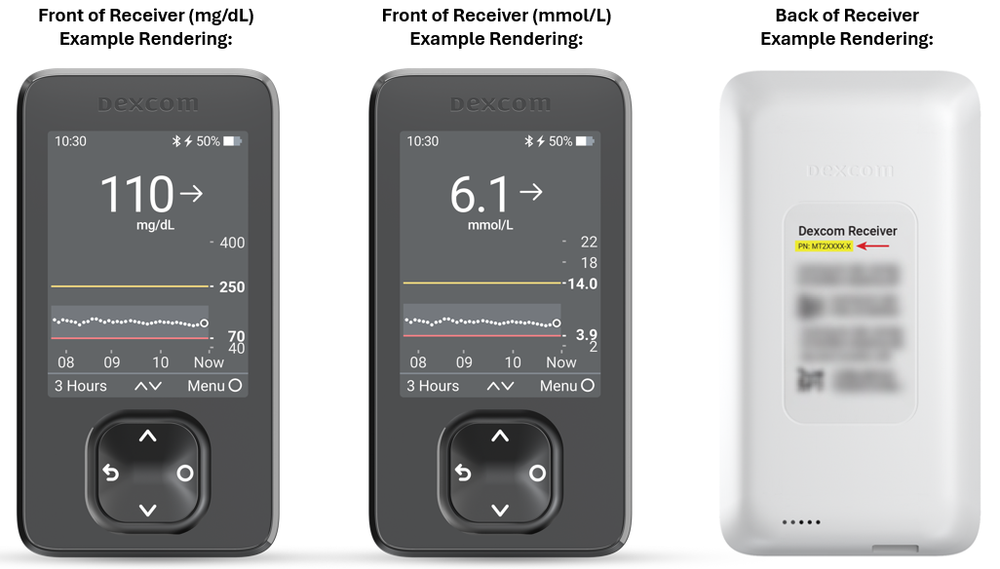 Front of Receiver (mg/dL)
Example Rendering:
DEXCOM
10:30 50%
110
mg/dL
400
250
70
40
08 09 10 Now
3 Hours Menu
Front of Receiver (mmol/L)
Example Rendering:
DEXCOM
10:30 50%
6.1
mmol/L
22
18
14.0
3.9
2
08 09 10 Now
3 Hours Menu
Back of Receiver
Example Rendering:
DEXCOM
Dexcom Receiver
PN: MT2XXXX-X